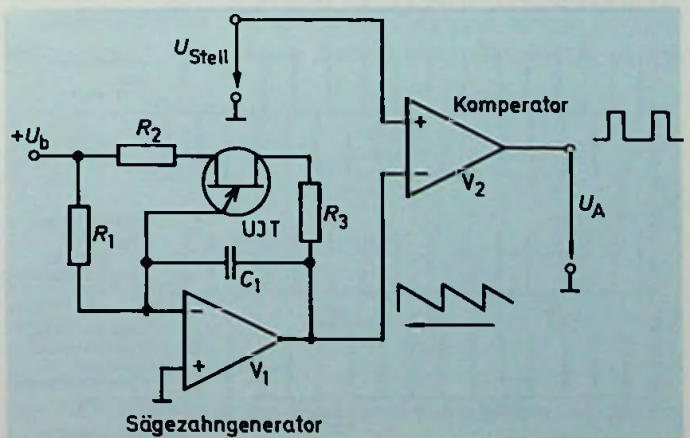 U_Stell
Komperator
+U_b
R_2
+
−
V_2
U_A
R_1
UJT
R_3
C_1
−
+
V_1
Sägezahngenerator